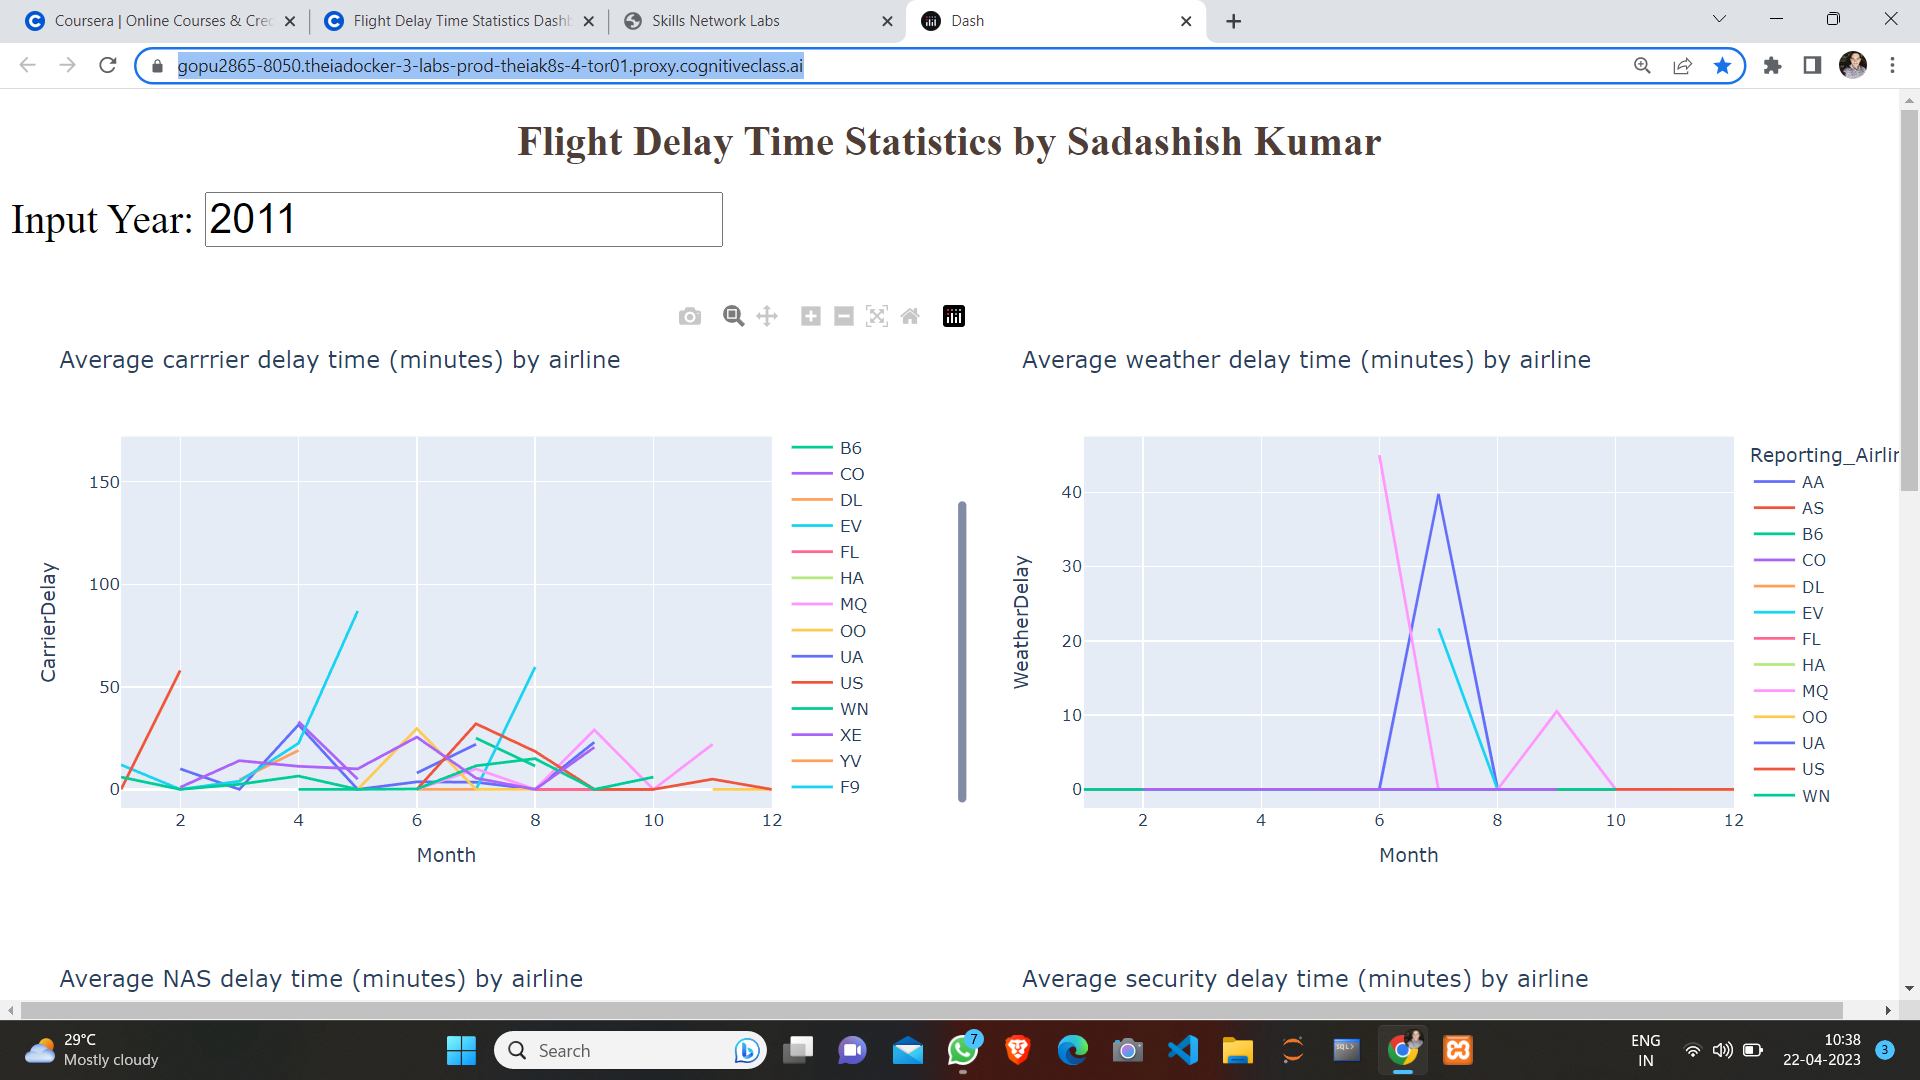 Coursera | Online Courses & Cre
Flight Delay Time Statistics Dash
Skills Network Labs
Dash
gopu2865-8050.theiadocker-3-labs-prod-theiak8s-4-tor01.proxy.cognitiveclass.ai
Flight Delay Time Statistics by Sadashish Kumar
Input Year: 2011
Average carrrier delay time (minutes) by airline
150
100
50
0
CarrierDelay
2 4 6 8 10 12
Month
B6
CO
DL
EV
FL
HA
MQ
OO
UA
US
WN
XE
YV
F9
Average weather delay time (minutes) by airline
40
30
20
10
0
WeatherDelay
2 4 6 8 10 12
Month
Reporting_Airlin
AA
AS
B6
CO
DL
EV
FL
HA
MQ
OO
UA
US
WN
Average NAS delay time (minutes) by airline
Average security delay time (minutes) by airline
29°C
Mostly cloudy
Search
7
SQL>
ENG
IN
10:38
22-04-2023
3